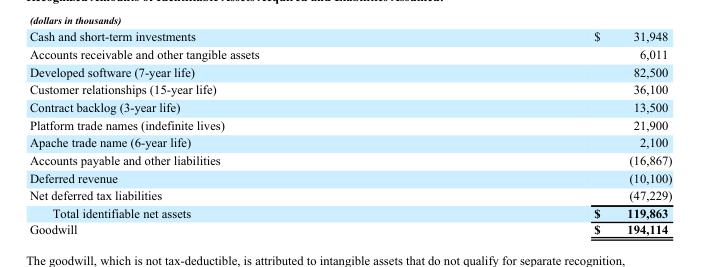 (dollars in thousands)
Cash and short-term investments $ 31,948
Accounts receivable and other tangible assets 6,011
Developed software (7-year life) 82,500
Customer relationships (15-year life) 36,100
Contract backlog (3-year life) 13,500
Platform trade names (indefinite lives) 21,900
Apache trade name (6-year life) 2,100
Accounts payable and other liabilities (16,867)
Deferred revenue (10,100)
Net deferred tax liabilities (47,229)
Total identifiable net assets $ 119,863
Goodwill $ 194,114
The goodwill, which is not tax-deductible, is attributed to intangible assets that do not qualify for separate recognition,